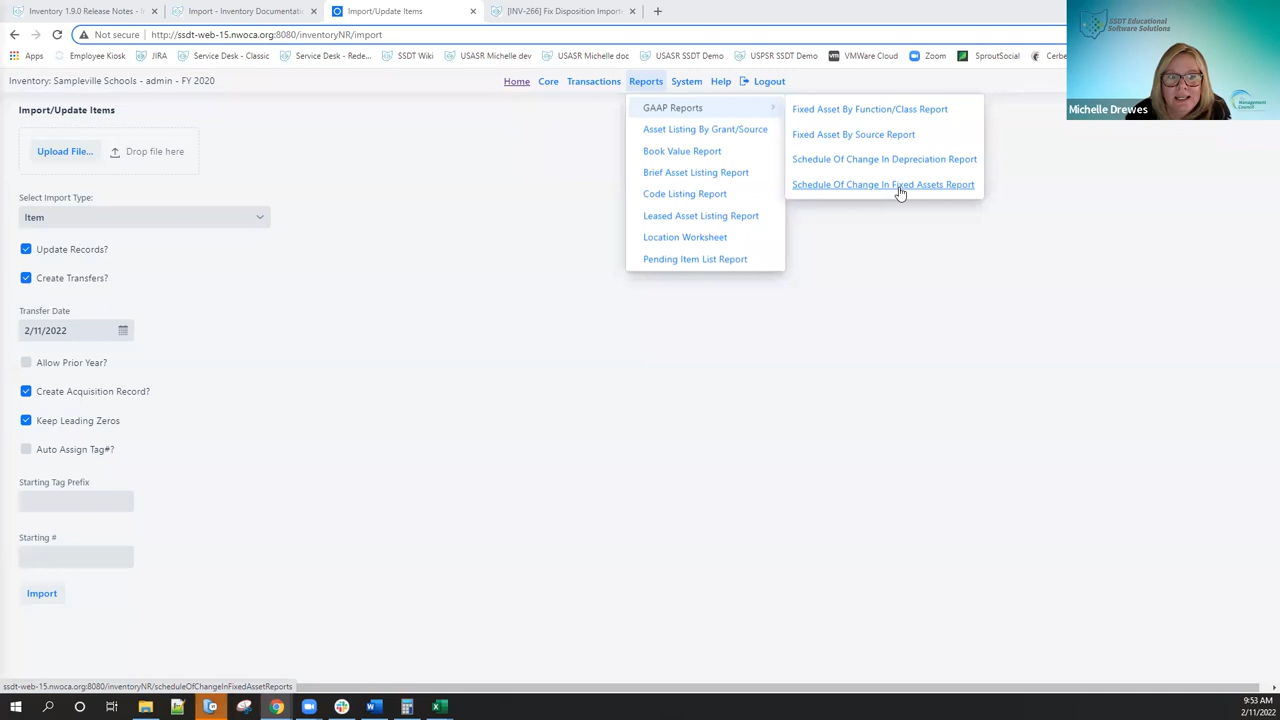 Inventory 1.9.0 Release Notes - I
Import - Inventory Documentati
Import/Update Items
[INV-266] Fix Disposition Import
Not secure
http://ssdt-web-15.nwoca.org:8080/inventoryNR/import
Apps
Employee Kiosk
JIRA
Service Desk - Classic
Service Desk - Rede...
SSDT Wiki
USASR Michelle dev
USPSR Michelle doc
USASR SSDT Demo
USPSR SSDT Demo
VMWare Cloud
Zoom
SproutSocial
Cerbe
Inventory: Sampleville Schools - admin - FY 2020
Home
Core
Transactions
Reports
System
Help
Logout
Import/Update Items
Upload File...
Drop file here
Select Import Type:
Item
Update Records?
Create Transfers?
Transfer Date
2/11/2022
Allow Prior Year?
Create Acquisition Record?
Keep Leading Zeros
Auto Assign Tag#?
Starting Tag Prefix
Starting #
Import
GAAP Reports
Asset Listing By Grant/Source
Book Value Report
Brief Asset Listing Report
Code Listing Report
Leased Asset Listing Report
Location Worksheet
Pending Item List Report
Fixed Asset By Function/Class Report
Fixed Asset By Source Report
Schedule Of Change In Depreciation Report
Schedule Of Change In Fixed Assets Report
SSDT Educational
Software Solutions
Management
Council
Michelle Drewes
ssdt-web-15.nwoca.org:8080/inventoryNR/scheduleOfChangeInFixedAssetReports
9:53 AM
2/11/2022